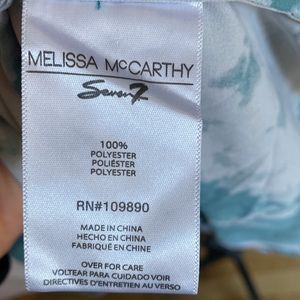 MELISSA McCARTHY
Seven7
100%
POLYESTER
POLIÉSTER
POLYESTER
RN#109890
MADE IN CHINA
HECHO EN CHINA
FABRIQUÉ EN CHINE
OVER FOR CARE
VOLTEAR PARA CUIDADO VOIR
DIRECTIVES D'ENTRETIEN AU VERSO